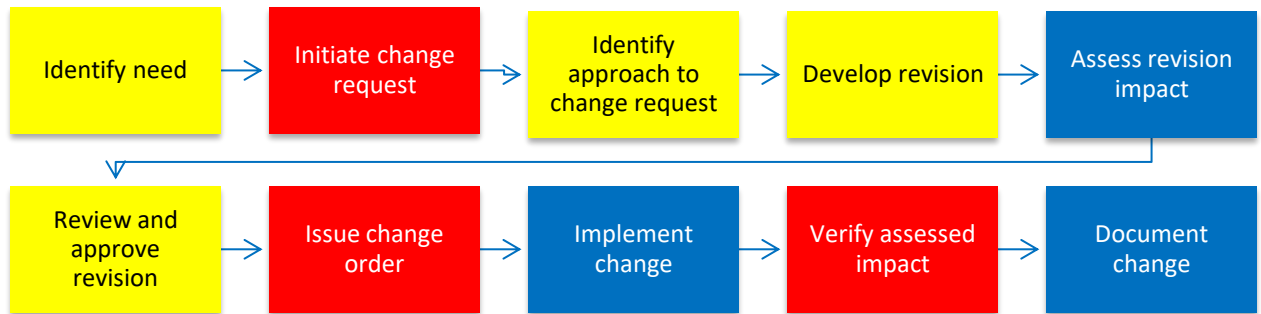 Identify need
Initiate change
request
Identify
approach to
change request
Develop revision
Assess revision
impact
Review and
approve
revision
Issue change
order
Implement
change
Verify assessed
impact
Document
change